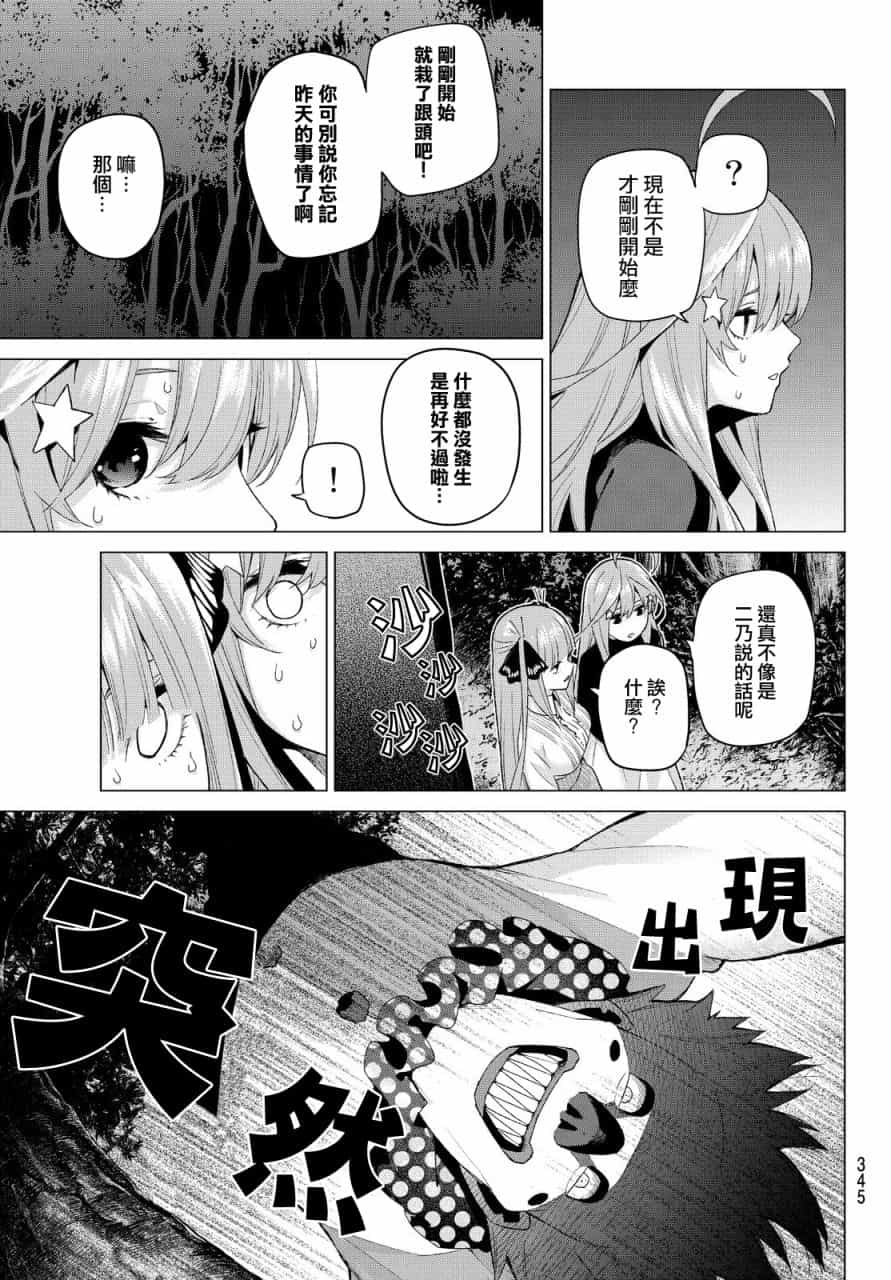 ？
現在不是
才剛剛開始麼
剛剛開始
就栽了跟頭吧！
你可別說你忘記
昨天的事情了啊
嘛…
那個…
什麼都沒發生
是再好不過啦…
！
還真不像是
二乃說的話呢
誒？
什麼？
沙
沙
沙
沙
沙
突然
出現
345